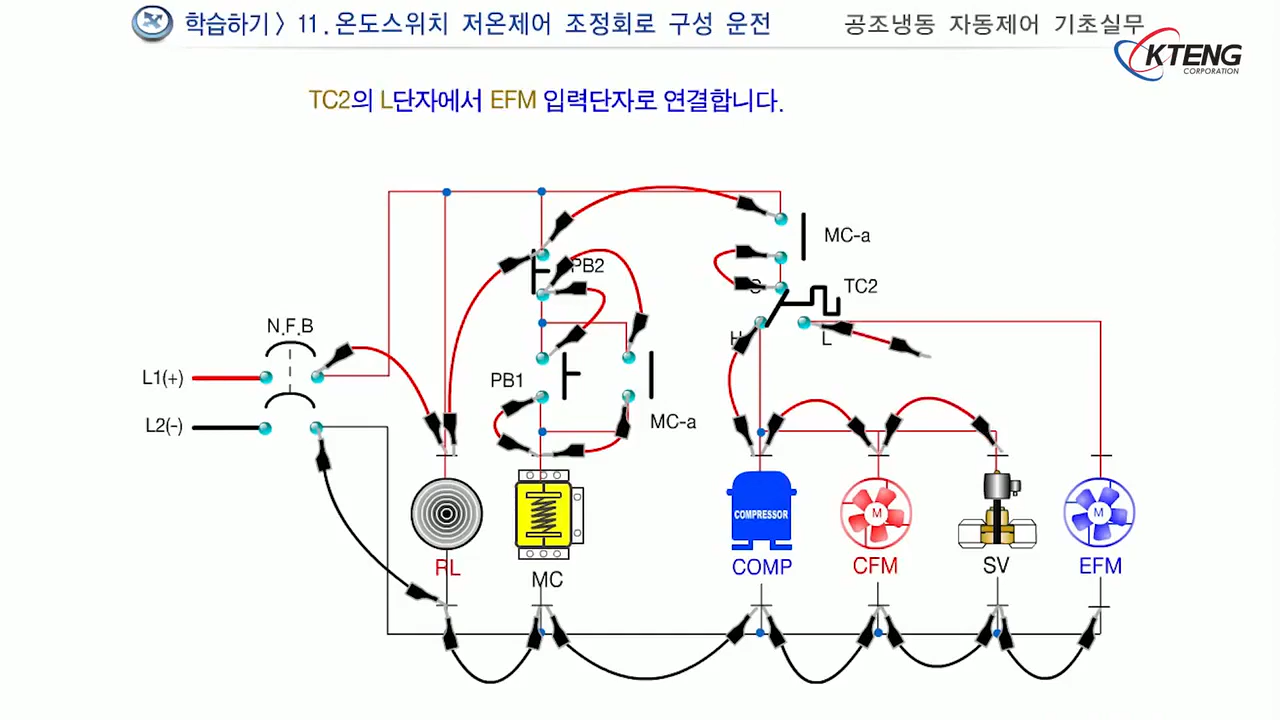 학습하기 > 11. 온도스위치 저온제어 조정회로 구성 운전
공조냉동 자동제어 기초실무
KTENG
CORPORATION
TC2의 L단자에서 EFM 입력단자로 연결합니다.
MC-a
PB2
C
TC2
N.F.B
H
L
L1(+)
PB1
L2(-)
MC-a
COMPRESSOR
M
M
RL
MC
COMP
CFM
SV
EFM